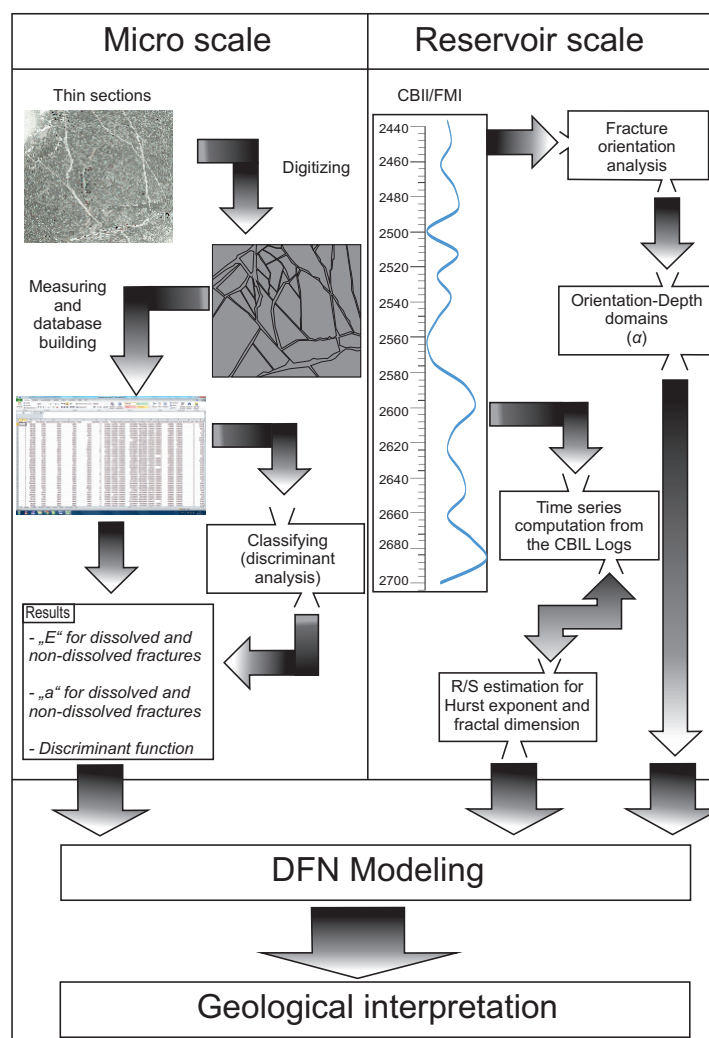 Micro scale
Reservoir scale
Thin sections
Digitizing
Measuring
and
database
building
Classifying
(discriminant
analysis)
Results
- „E“ for dissolved and
non-dissolved fractures
- „a“ for dissolved and
non-dissolved fractures
- Discriminant function
CBII/FMI
2440
2460
2480
2500
2520
2540
2560
2580
2600
2620
2640
2660
2680
2700
Fracture
orientation
analysis
Orientation-Depth
domains
(α)
Time series
computation from
the CBIL Logs
R/S estimation for
Hurst exponent and
fractal dimension
DFN Modeling
Geological interpretation